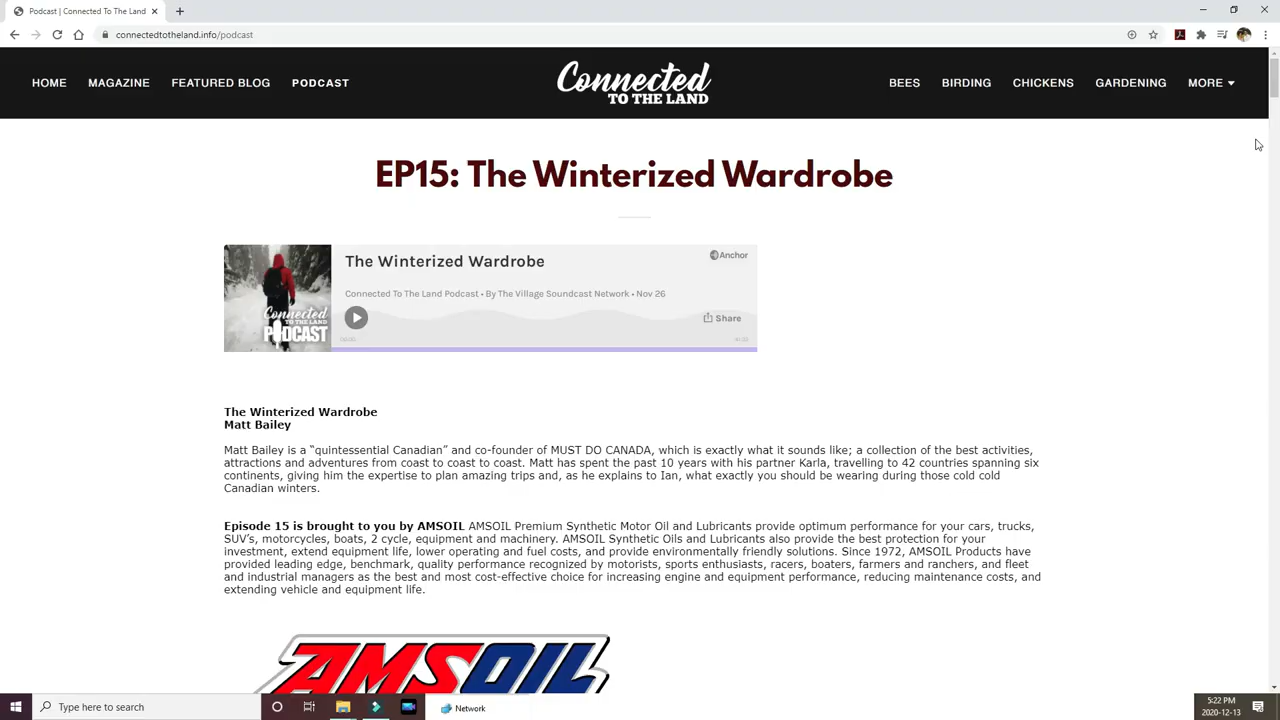 Podcast | Connected To The Land
connectedtotheland.info/podcast
HOME MAGAZINE FEATURED BLOG PODCAST
Connected
TO THE LAND
BEES BIRDING CHICKENS GARDENING MORE
EP15: The Winterized Wardrobe
The Winterized Wardrobe
Anchor
Connected To The Land Podcast • By The Village Soundcast Network • Nov 26
Share
Connected
TO THE LAND
PODCAST
The Winterized Wardrobe
Matt Bailey
Matt Bailey is a “quintessential Canadian” and co-founder of MUST DO CANADA, which is exactly what it sounds like; a collection of the best activities,
attractions and adventures from coast to coast to coast. Matt has spent the past 10 years with his partner Karla, travelling to 42 countries spanning six
continents, giving him the expertise to plan amazing trips and, as he explains to Ian, what exactly you should be wearing during those cold cold
Canadian winters.
Episode 15 is brought to you by AMSOIL AMSOIL Premium Synthetic Motor Oil and Lubricants provide optimum performance for your cars, trucks,
SUV’s, motorcycles, boats, 2 cycle, equipment and machinery. AMSOIL Synthetic Oils and Lubricants also provide the best protection for your
investment, extend equipment life, lower operating and fuel costs, and provide environmentally friendly solutions. Since 1972, AMSOIL Products have
provided leading edge, benchmark, quality performance recognized by motorists, sports enthusiasts, racers, boaters, farmers and ranchers, and fleet
and industrial managers as the best and most cost-effective choice for increasing engine and equipment performance, reducing maintenance costs, and
extending vehicle and equipment life.
AMSOIL
Type here to search
Network
5:22 PM
2020-12-13